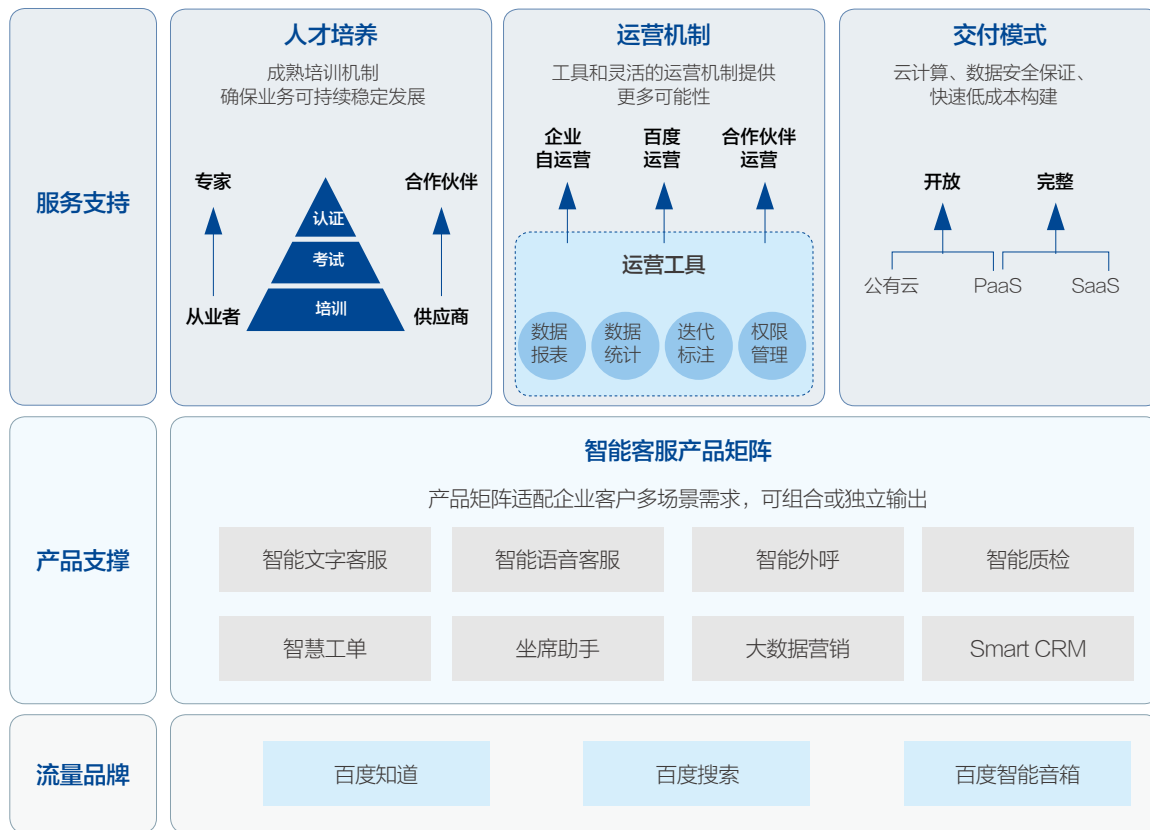 服务支持
人才培养
成熟培训机制
确保业务可持续稳定发展
专家
合作伙伴
认证
考试
培训
从业者
供应商
运营机制
工具和灵活的运营机制提供
更多可能性
企业
自运营
百度
运营
合作伙伴
运营
运营工具
数据
报表
数据
统计
迭代
标注
权限
管理
交付模式
云计算、数据安全保证、
快速低成本构建
开放
完整
公有云
PaaS
SaaS
产品支撑
智能客服产品矩阵
产品矩阵适配企业客户多场景需求，可组合或独立输出
智能文字客服
智能语音客服
智能外呼
智能质检
智慧工单
坐席助手
大数据营销
Smart CRM
流量品牌
百度知道
百度搜索
百度智能音箱